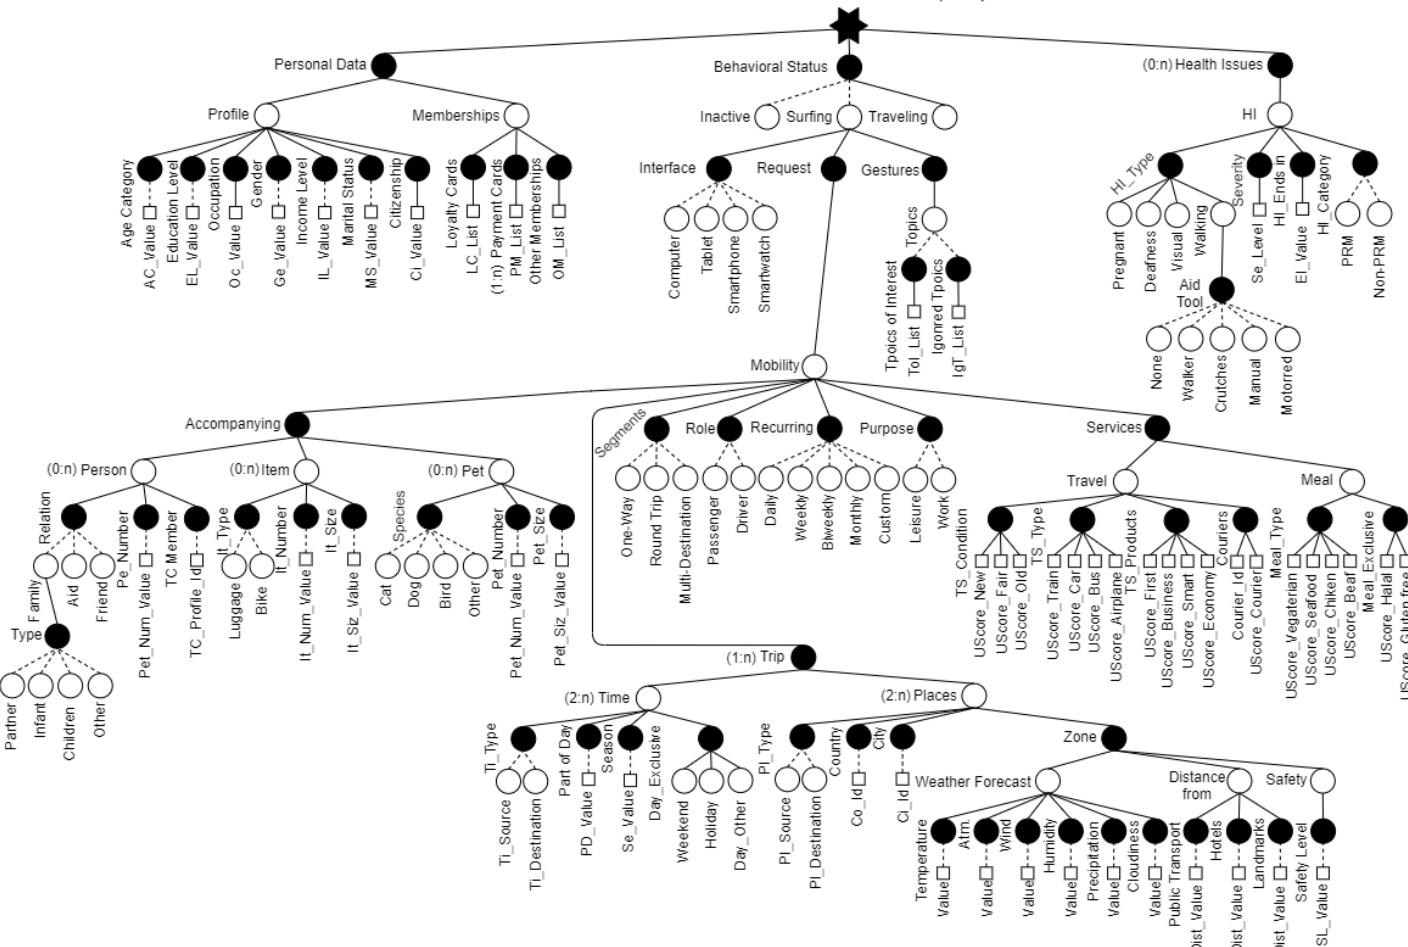 Personal Data
Behavioral Status
(0:n) Health Issues
Profile
Memberships
Inactive
Surfing
Traveling
HI
Age Category
AC_Value
Education Level
EL_Value
Occupation
Oc_Value
Gender
Ge_Value
Income Level
IL_Value
Marital Status
MS_Value
Citizenship
Ci_Value
Loyalty Cards
LC_List
(1:n) Payment Cards
PM_List
Other Memberships
OM_List
Interface
Request
Gestures
Computer
Tablet
Smartphone
Smartwatch
Topics
Tpoics of Interest
ToI_List
Igonred Tpoics
IgT_List
HI_Type
Severity
Se_Level
HI_Ends in
EI_Value
HI_Category
Pregnant
Deafness
Visual
Walking
PRM
Non-PRM
Aid
Tool
None
Walker
Crutches
Manual
Motorred
Mobility
Accompanying
Segments
Role
Recurring
Purpose
Services
(0:n) Person
(0:n) Item
(0:n) Pet
One-Way
Round Trip
Multi-Destination
Passenger
Driver
Daily
Weekly
Biweekly
Monthly
Custom
Leisure
Work
Travel
Meal
Relation
Pe_Number
Pet_Num_Value
TC Member
TC_Profile_Id
It_Type
It_Number
It_Num_Value
It_Size
It_Siz_Value
Species
Pet_Number
Pet_Num_Value
Pet_Size
Pet_Siz_Value
Family
Aid
Friend
Luggage
Bike
Cat
Dog
Bird
Other
Type
Partner
Infant
Children
Other
TS_Condition
UScore_New
UScore_Fair
UScore_Old
TS_Type
UScore_Train
UScore_Car
UScore_Bus
UScore_Airplane
TS_Products
UScore_First
UScore_Business
UScore_Smart
UScore_Economy
Couriers
Courier_Id
UScore_Courier
Meal_Type
UScore_Vegaterian
UScore_Seafood
UScore_Chiken
UScore_Beaf
Meal_Exclusive
UScore_Halal
UScore_Gluten free
(1:n) Trip
(2:n) Time
(2:n) Places
Ti_Type
Ti_Source
Ti_Destination
Part of Day
PD_Value
Season
Se_Value
Day_Exclusive
Weekend
Holiday
Day_Other
Pl_Type
Pl_Source
Pl_Destination
Country
Co_Id
City
Ci_Id
Zone
Weather Forecast
Distance
from
Safety
Temperature
Value
Atm.
Value
Wind
Value
Humidity
Value
Precipitation
Value
Cloudiness
Value
Public Transport
Dist_Value
Hotels
Dist_Value
Landmarks
Dist_Value
Safety Level
SL_Value